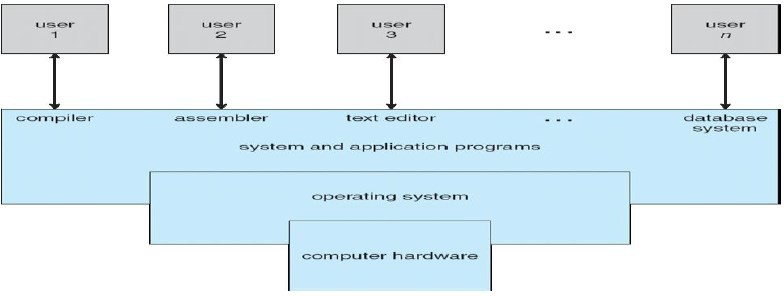 user
1
user
2
user
3
...
user
n
compiler
assembler
text editor
...
database
system
system and application programs
operating system
computer hardware